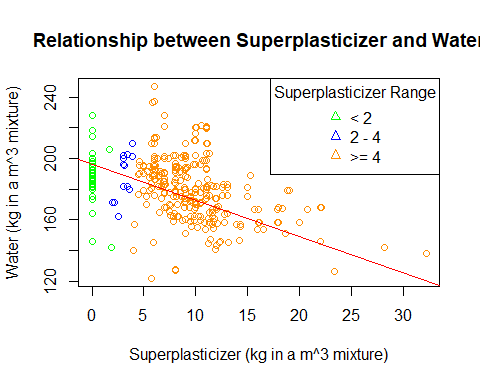 Relationship between Superplasticizer and Water
Superplasticizer Range
< 2
2 - 4
>= 4
Water (kg in a m^3 mixture)
240
200
160
120
0 5 10 15 20 25 30
Superplasticizer (kg in a m^3 mixture)